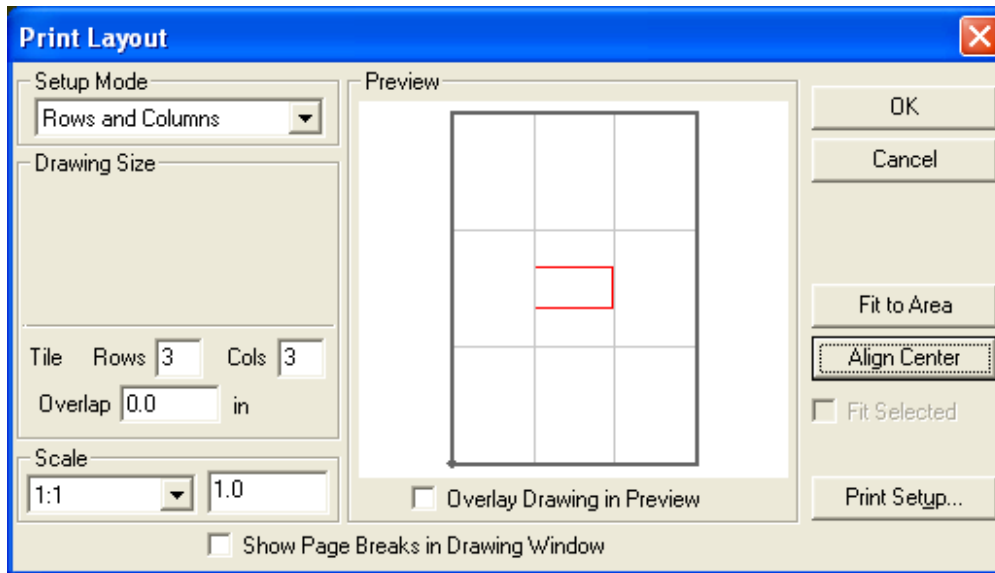 Print Layout
Setup Mode
Rows and Columns
Drawing Size
Tile Rows 3 Cols 3
Overlap 0.0 in
Scale
1:1 1.0
Preview
Overlay Drawing in Preview
Show Page Breaks in Drawing Window
OK
Cancel
Fit to Area
Align Center
Fit Selected
Print Setup...